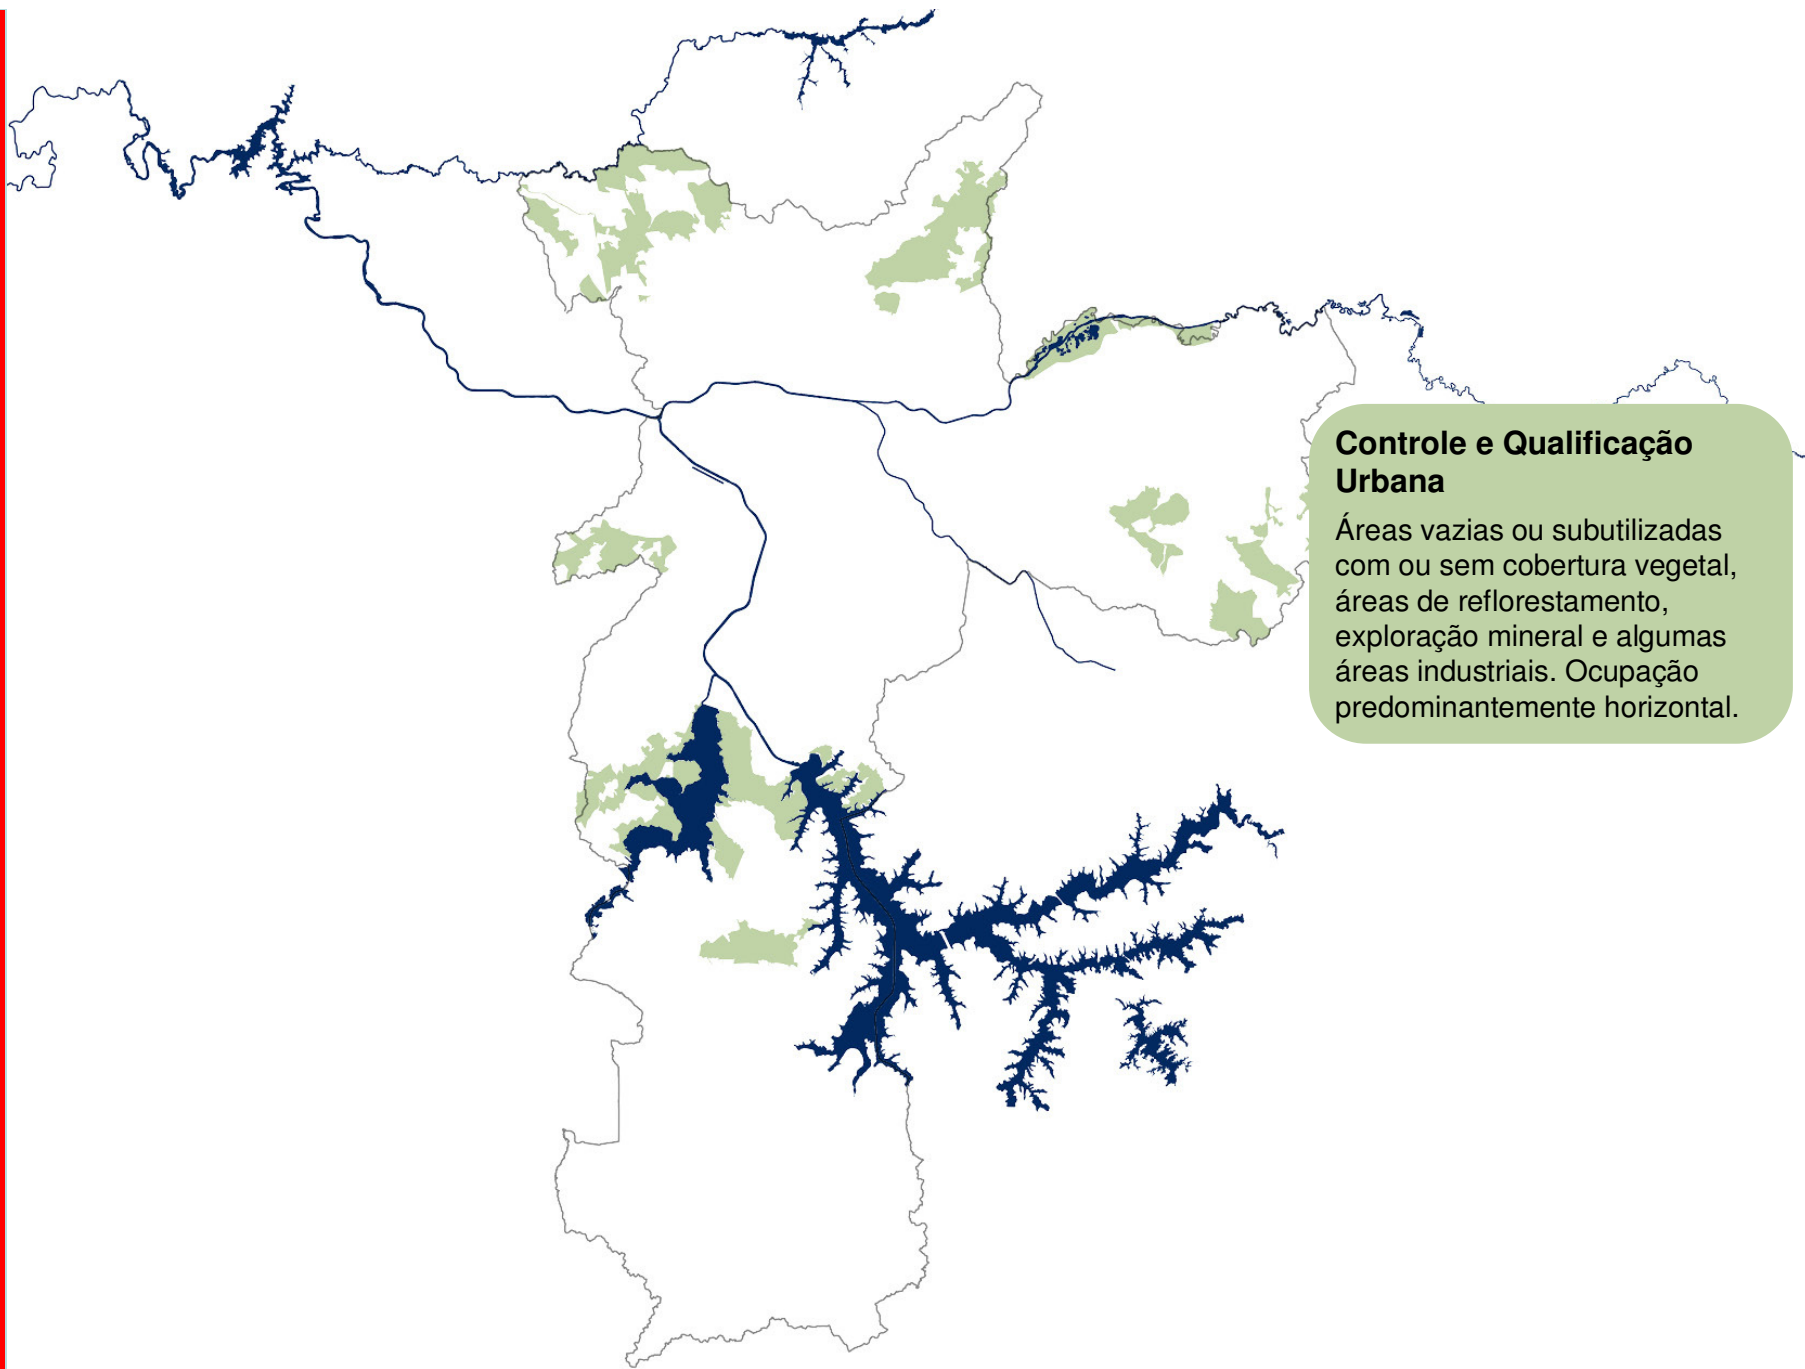 Controle e Qualificação
Urbana
Áreas vazias ou subutilizadas
com ou sem cobertura vegetal,
áreas de reflorestamento,
exploração mineral e algumas
áreas industriais. Ocupação
predominantemente horizontal.